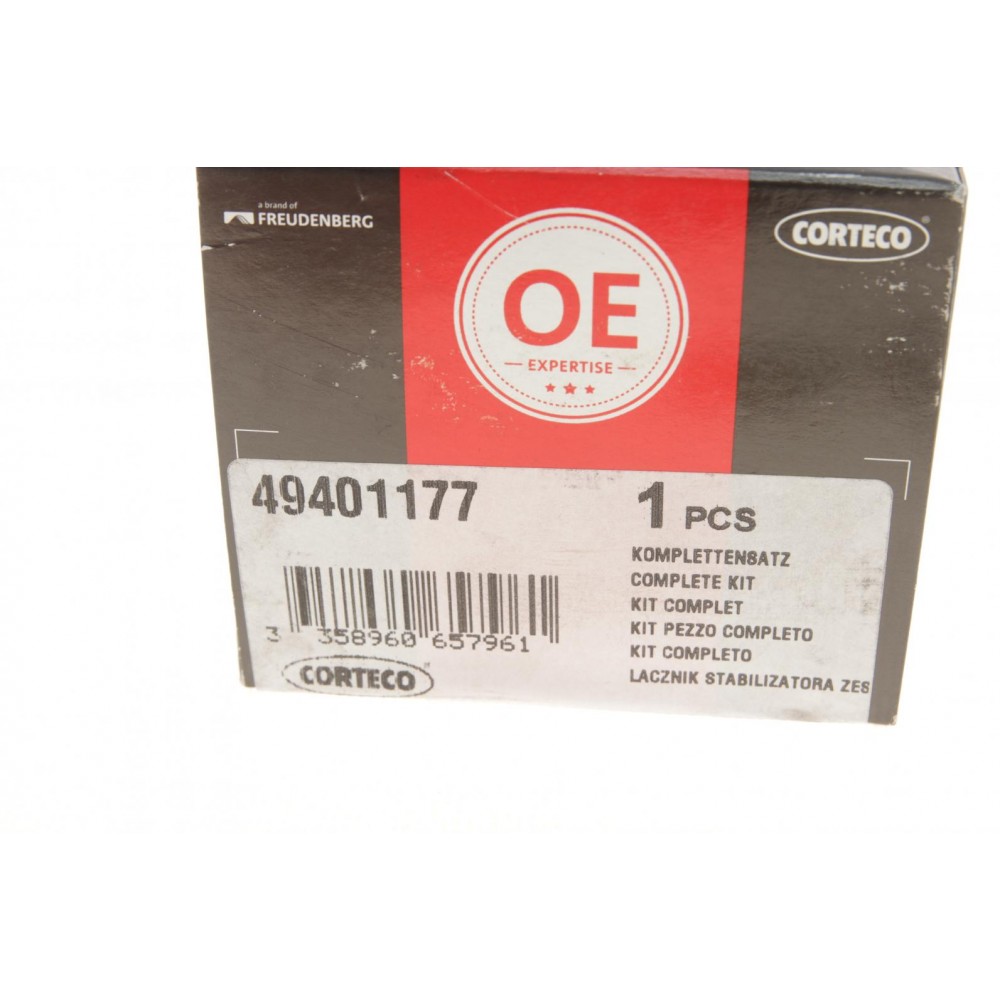 a brand of
FREUDENBERG
CORTECO®
OE
EXPERTISE
49401177
1 PCS
KOMPLETTENSATZ
COMPLETE KIT
KIT COMPLET
KIT PEZZO COMPLETO
KIT COMPLETO
LACZNIK STABILIZATORA ZES
3 358960 657961
CORTECO®